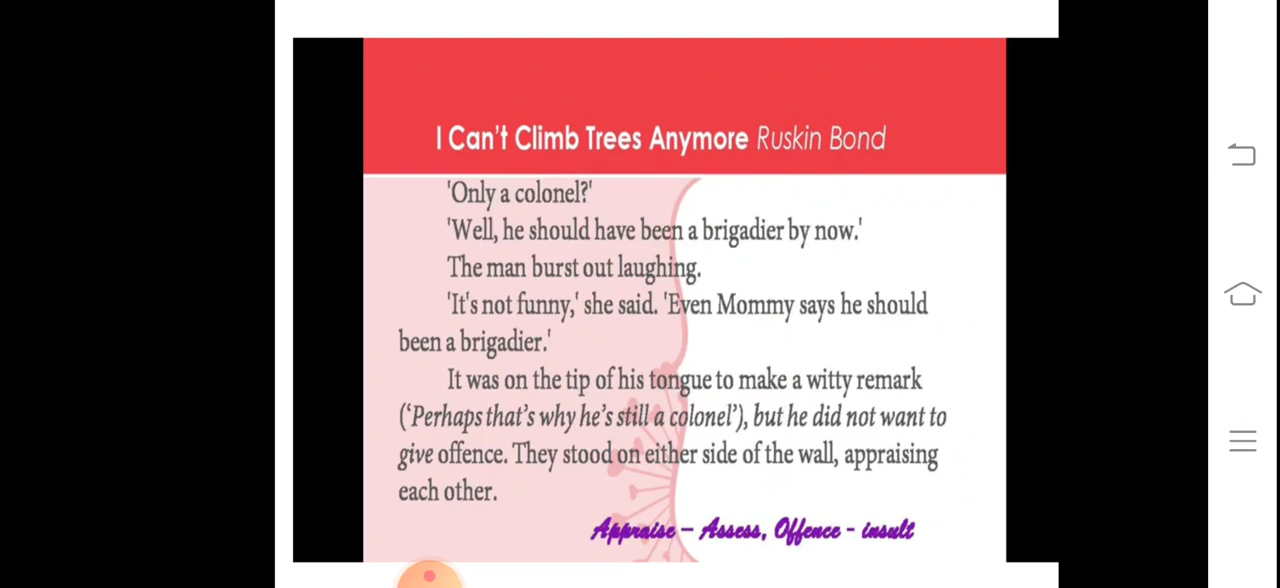 I Can't Climb Trees Anymore Ruskin Bond
'Only a colonel?'
'Well, he should have been a brigadier by now.'
The man burst out laughing.
'It's not funny,' she said. 'Even Mommy says he should
been a brigadier.'
It was on the tip of his tongue to make a witty remark
('Perhaps that's why he's still a colonel'), but he did not want to
give offence. They stood on either side of the wall, appraising
each other.
Appraise – Assess, Offence - insult